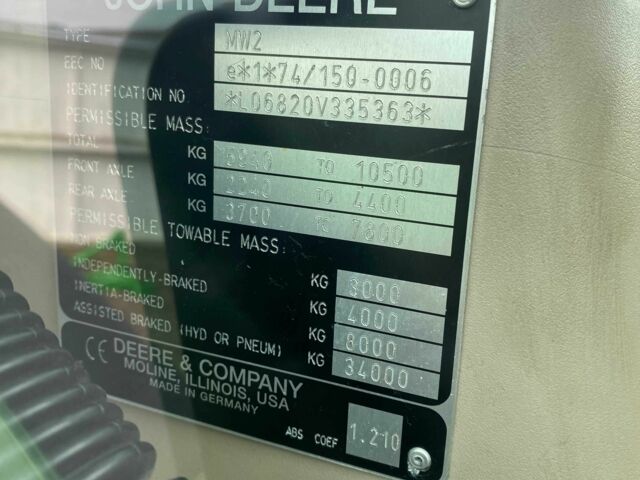 JOHN DEERE
TYPE MW2
EEC NO e*1*74/150-0006
IDENTIFICATION NO *L06820V335363*
PERMISSIBLE MASS:
TOTAL KG TO 10500
FRONT AXLE KG TO 4400
REAR AXLE KG 3700 TO 7800
PERMISSIBLE TOWABLE MASS:
NON BRAKED KG 3000
INDEPENDENTLY-BRAKED KG 4000
INERTIA-BRAKED KG 8000
ASSISTED BRAKED (HYD OR PNEUM) KG 34000
CE DEERE & COMPANY
MOLINE, ILLINOIS, USA
MADE IN GERMANY
ABS COEF 1.210